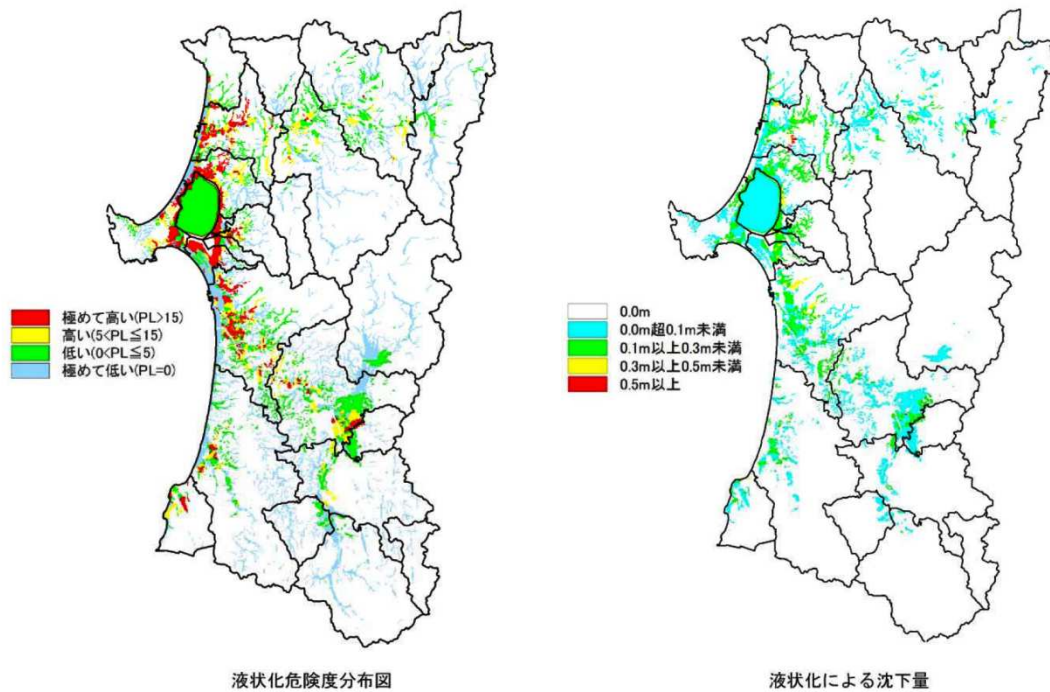 極めて高い(PL>15)
高い(5<PL≦15)
低い(0<PL≦5)
極めて低い(PL=0)
0.0m
0.0m超0.1m未満
0.1m以上0.3m未満
0.3m以上0.5m未満
0.5m以上
液状化危険度分布図
液状化による沈下量